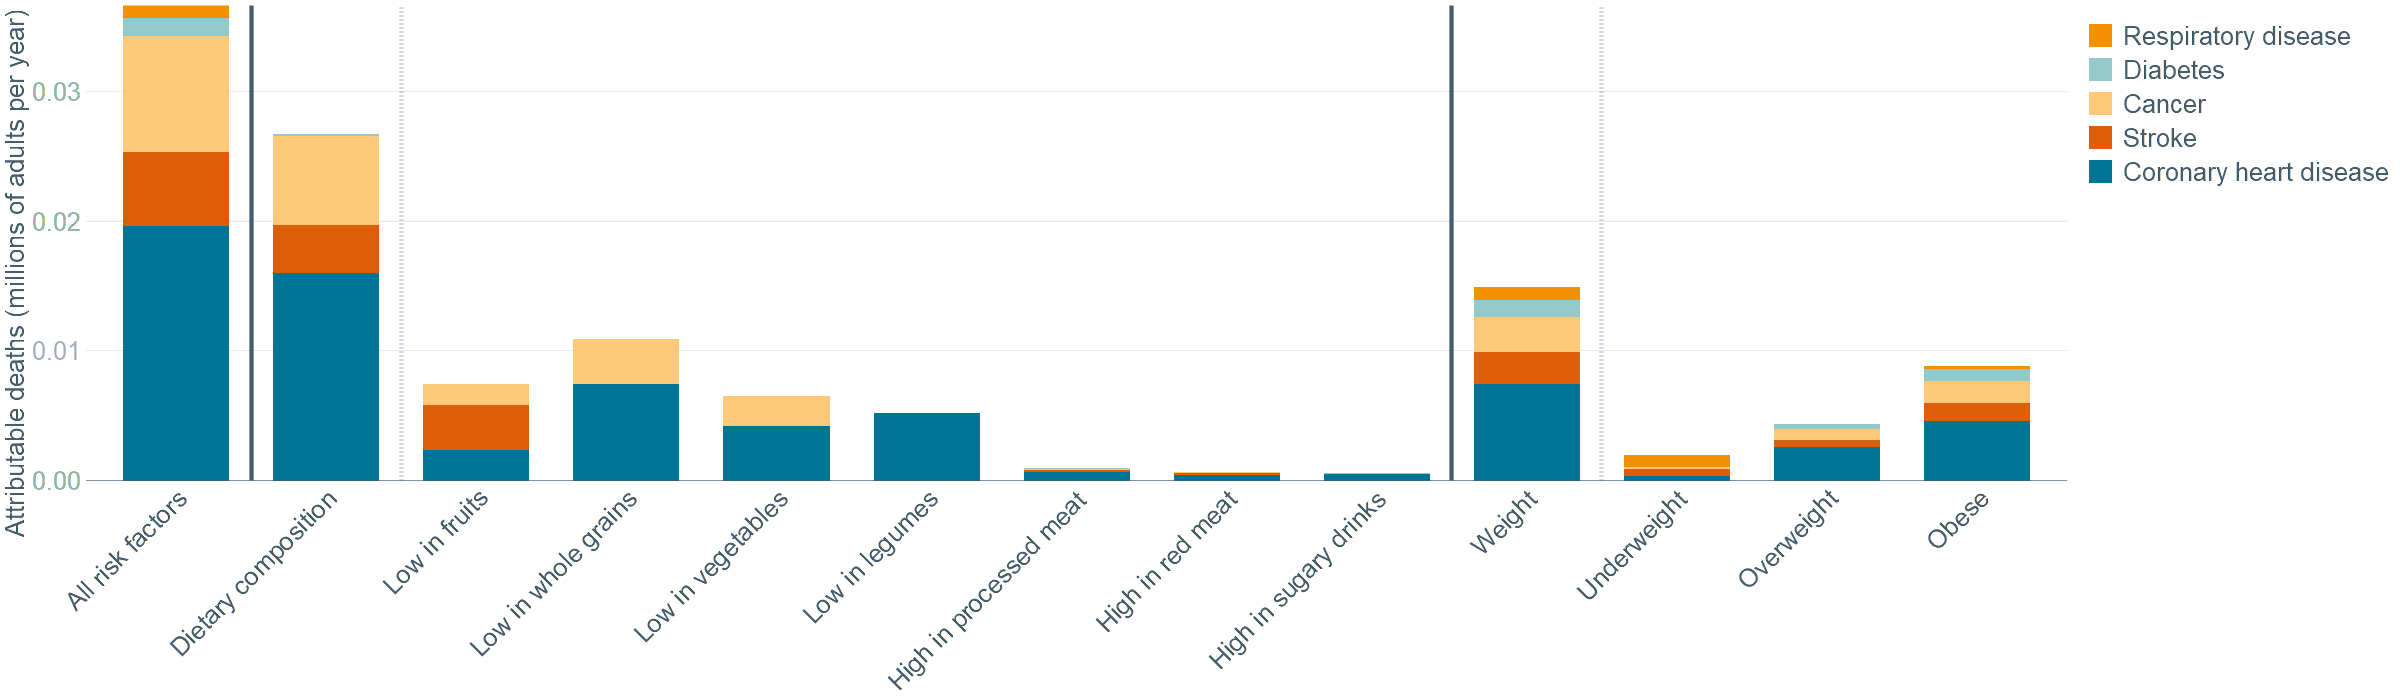 Attributable deaths (millions of adults per year)
0.03
0.02
0.01
0.00
All risk factors
Dietary composition
Low in fruits
Low in whole grains
Low in vegetables
Low in legumes
High in processed meat
High in red meat
High in sugary drinks
Weight
Underweight
Overweight
Obese
Respiratory disease
Diabetes
Cancer
Stroke
Coronary heart disease